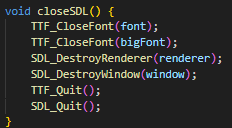 void closeSDL() {
    TTF_CloseFont(font);
    TTF_CloseFont(bigFont);
    SDL_DestroyRenderer(renderer);
    SDL_DestroyWindow(window);
    TTF_Quit();
    SDL_Quit();
}